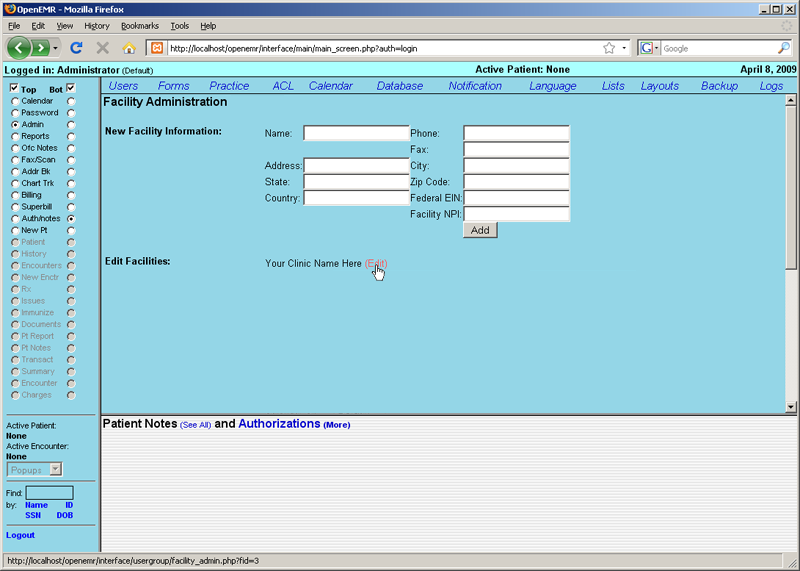 OpenEMR - Mozilla Firefox
File Edit View History Bookmarks Tools Help
http://localhost/openemr/interface/main/main_screen.php?auth=login
G Google
Logged in: Administrator (Default) Active Patient: None April 8, 2009
Top Bot
Calendar
Password
Admin
Reports
Ofc Notes
Fax/Scan
Addr Bk
Chart Trk
Billing
Superbill
Auth/notes
New Pt
Patient
History
Encounters
New Enctr
Rx
Issues
Immunize
Documents
Pt Report
Pt Notes
Transact
Summary
Encounter
Charges
Active Patient:
None
Active Encounter:
None
Popups
Find:
by: Name ID
SSN DOB
Logout
Users Forms Practice ACL Calendar Database Notification Language Lists Layouts Backup Logs
Facility Administration
New Facility Information: Name: Phone:
Fax:
Address: City:
State: Zip Code:
Country: Federal EIN:
Facility NPI:
Add
Edit Facilities: Your Clinic Name Here (Edit)
Patient Notes (See All) and Authorizations (More)
http://localhost/openemr/interface/usergroup/facility_admin.php?fid=3